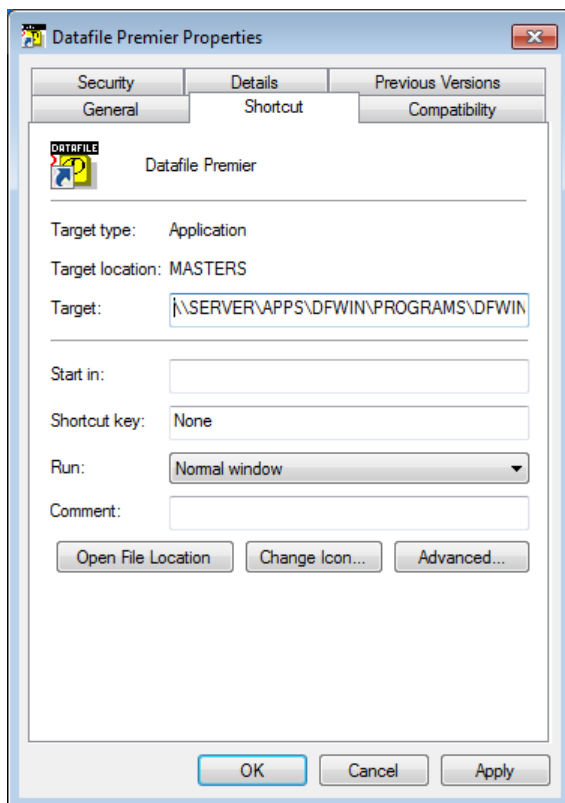 Datafile Premier Properties
Security Details Previous Versions
General Shortcut Compatibility
DATAFILE
Datafile Premier
Target type: Application
Target location: MASTERS
Target: \\SERVER\APPS\DFWIN\PROGRAMS\DFWIN
Start in:
Shortcut key: None
Run: Normal window
Comment:
Open File Location Change Icon... Advanced...
OK Cancel Apply